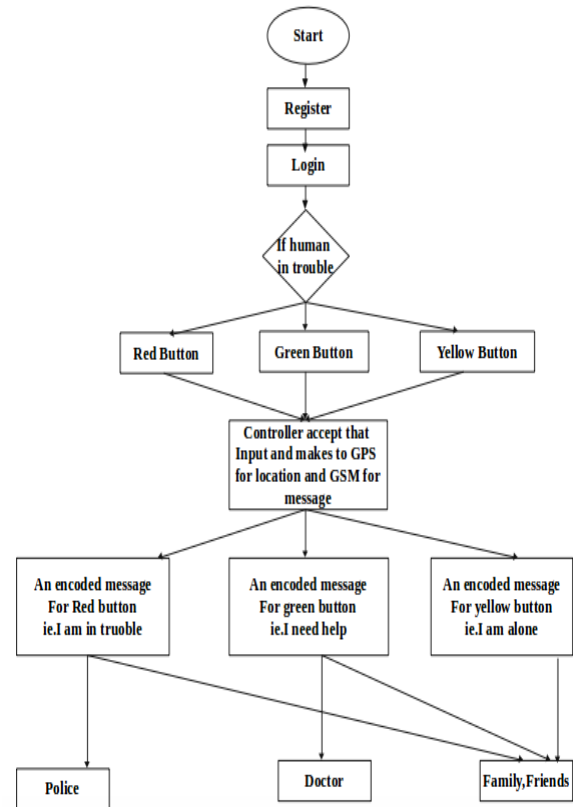 Start
Register
Login
If human
in trouble
Red Button
Green Button
Yellow Button
Controller accept that
Input and makes to GPS
for location and GSM for
message
An encoded message
For Red button
ie.I am in truoble
An encoded message
For green button
ie.I need help
An encoded message
For yellow button
ie.I am alone
Police
Doctor
Family,Friends